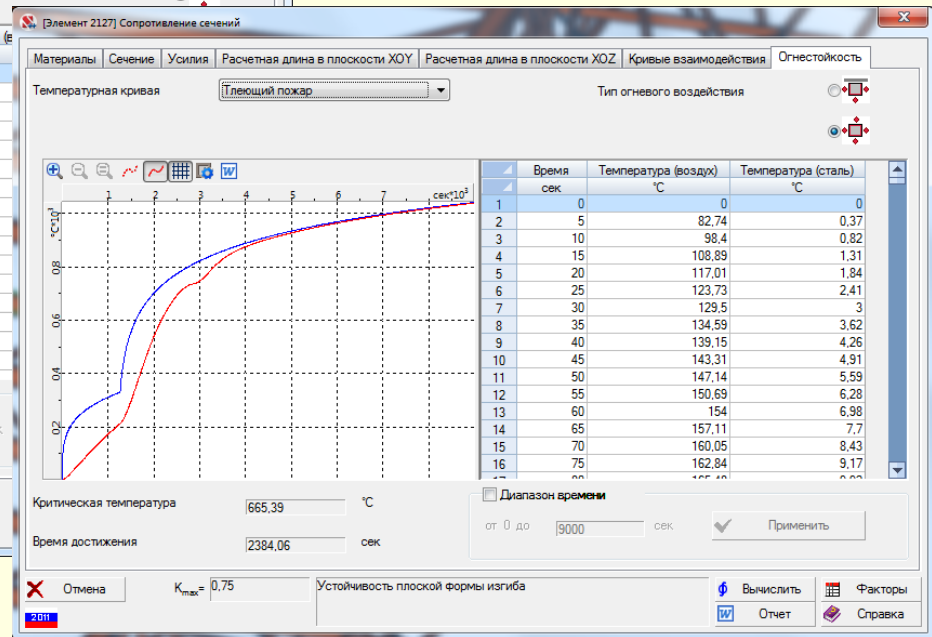 (в
[Элемент 2127] Сопротивление сечений
Материалы Сечение Усилия Расчетная длина в плоскости XOY Расчетная длина в плоскости XOZ Кривые взаимодействия Огнестойкость
Температурная кривая Тлеющий пожар Тип огневого воздействия
1 2 3 4 5 6 7 сек*10³
°C*10³
0,8
0,6
0,4
0,2
Время Температура (воздух) Температура (сталь)
сек °C °C
1 0 0 0
2 5 82,74 0,37
3 10 98,4 0,82
4 15 108,89 1,31
5 20 117,01 1,84
6 25 123,73 2,41
7 30 129,5 3
8 35 134,59 3,62
9 40 139,15 4,26
10 45 143,31 4,91
11 50 147,14 5,59
12 55 150,69 6,28
13 60 154 6,98
14 65 157,11 7,7
15 70 160,05 8,43
16 75 162,84 9,17
Критическая температура 665,39 °C
Время достижения 2384,06 сек
Диапазон времени
от 0 до 9000 сек Применить
Отмена Kmax= 0,75 Устойчивость плоской формы изгиба Вычислить Факторы
2011 Отчет Справка